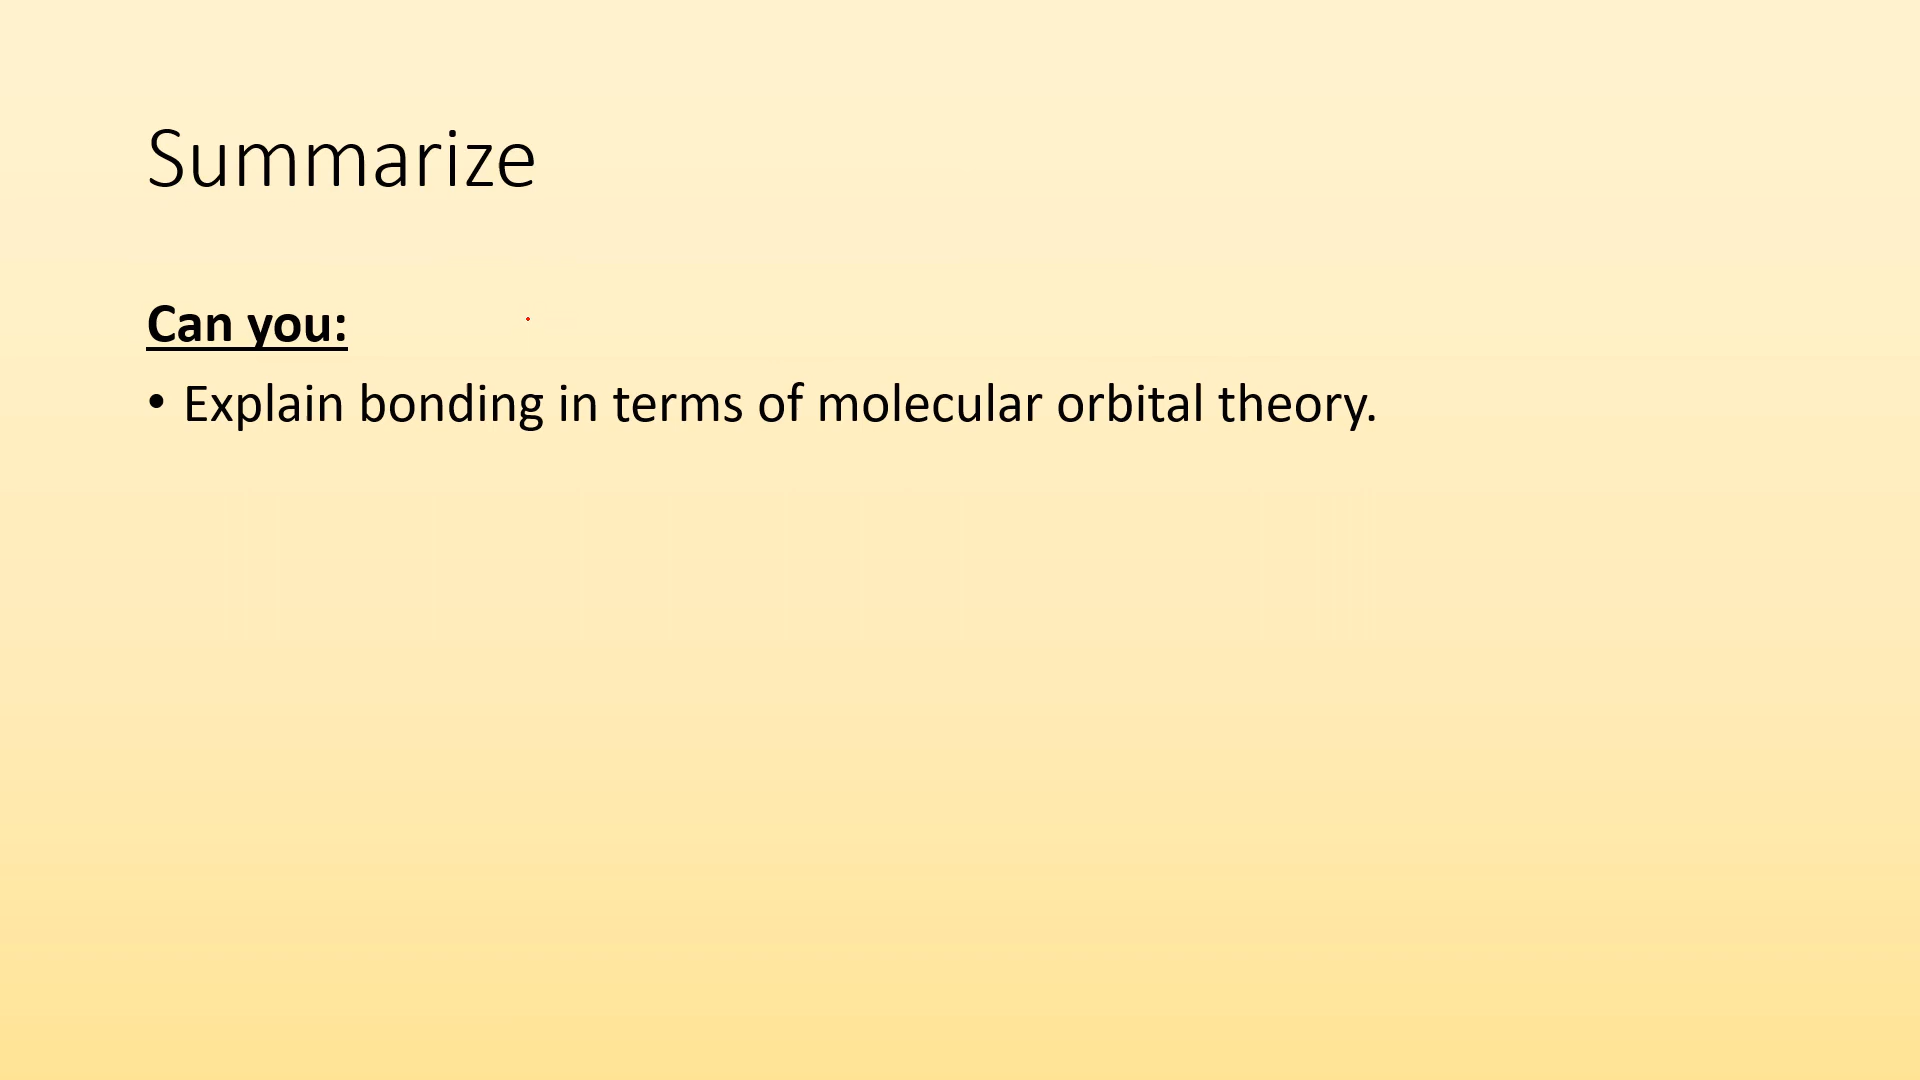 Summarize
Can you:
• Explain bonding in terms of molecular orbital theory.